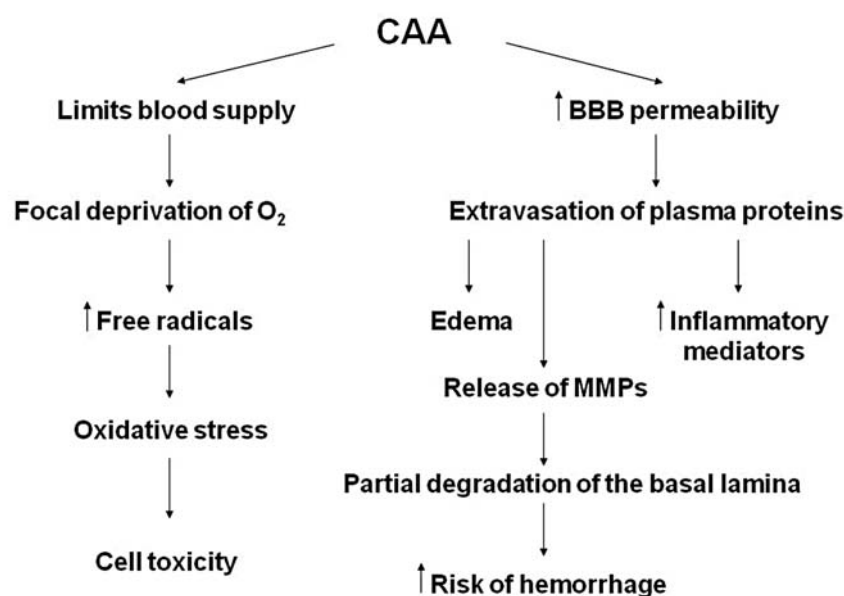 CAA
Limits blood supply
↑BBB permeability
Focal deprivation of O₂
Extravasation of plasma proteins
↑Free radicals
Edema
↑Inflammatory
mediators
Release of MMPs
Oxidative stress
Partial degradation of the basal lamina
Cell toxicity
↑Risk of hemorrhage